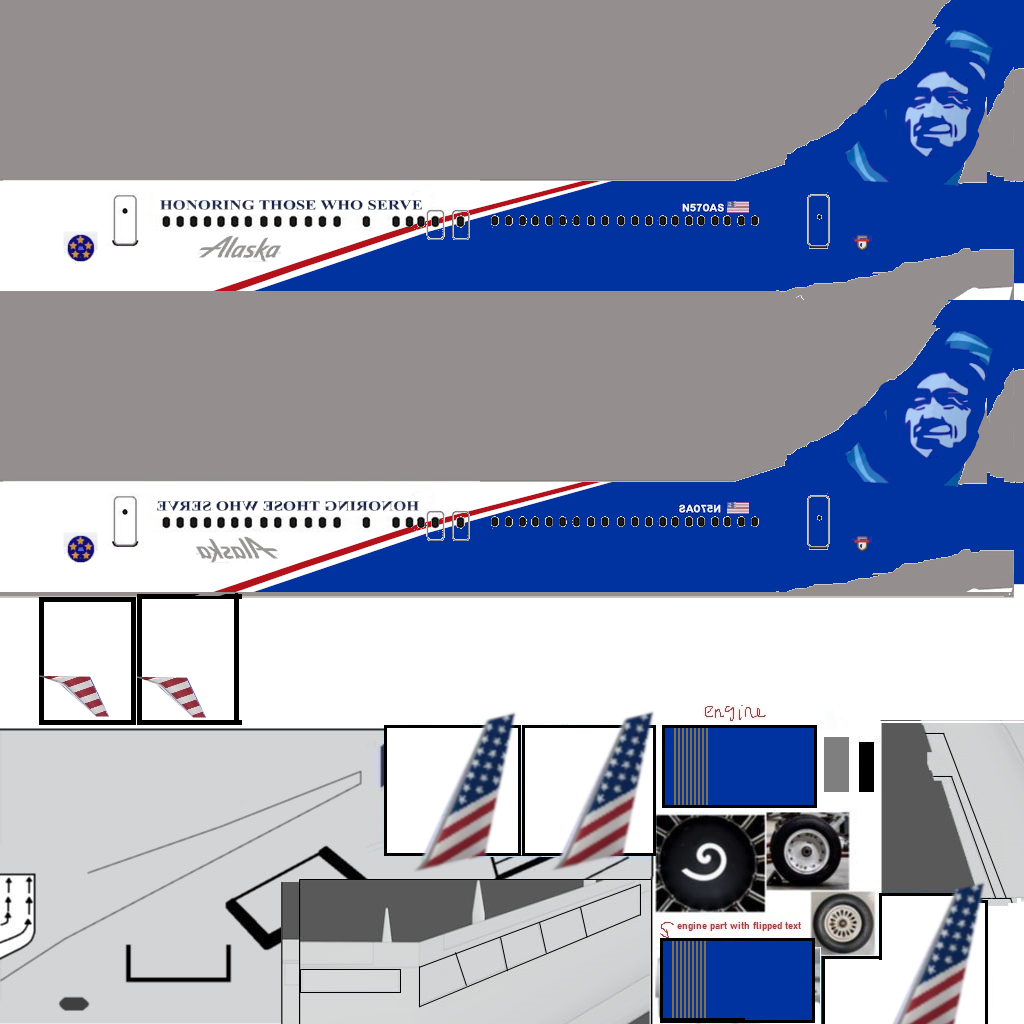 HONORING THOSE WHO SERVE
N570AS
Alaska
HONORING THOSE WHO SERVE
N570AS
Alaska
engine
engine part with flipped text